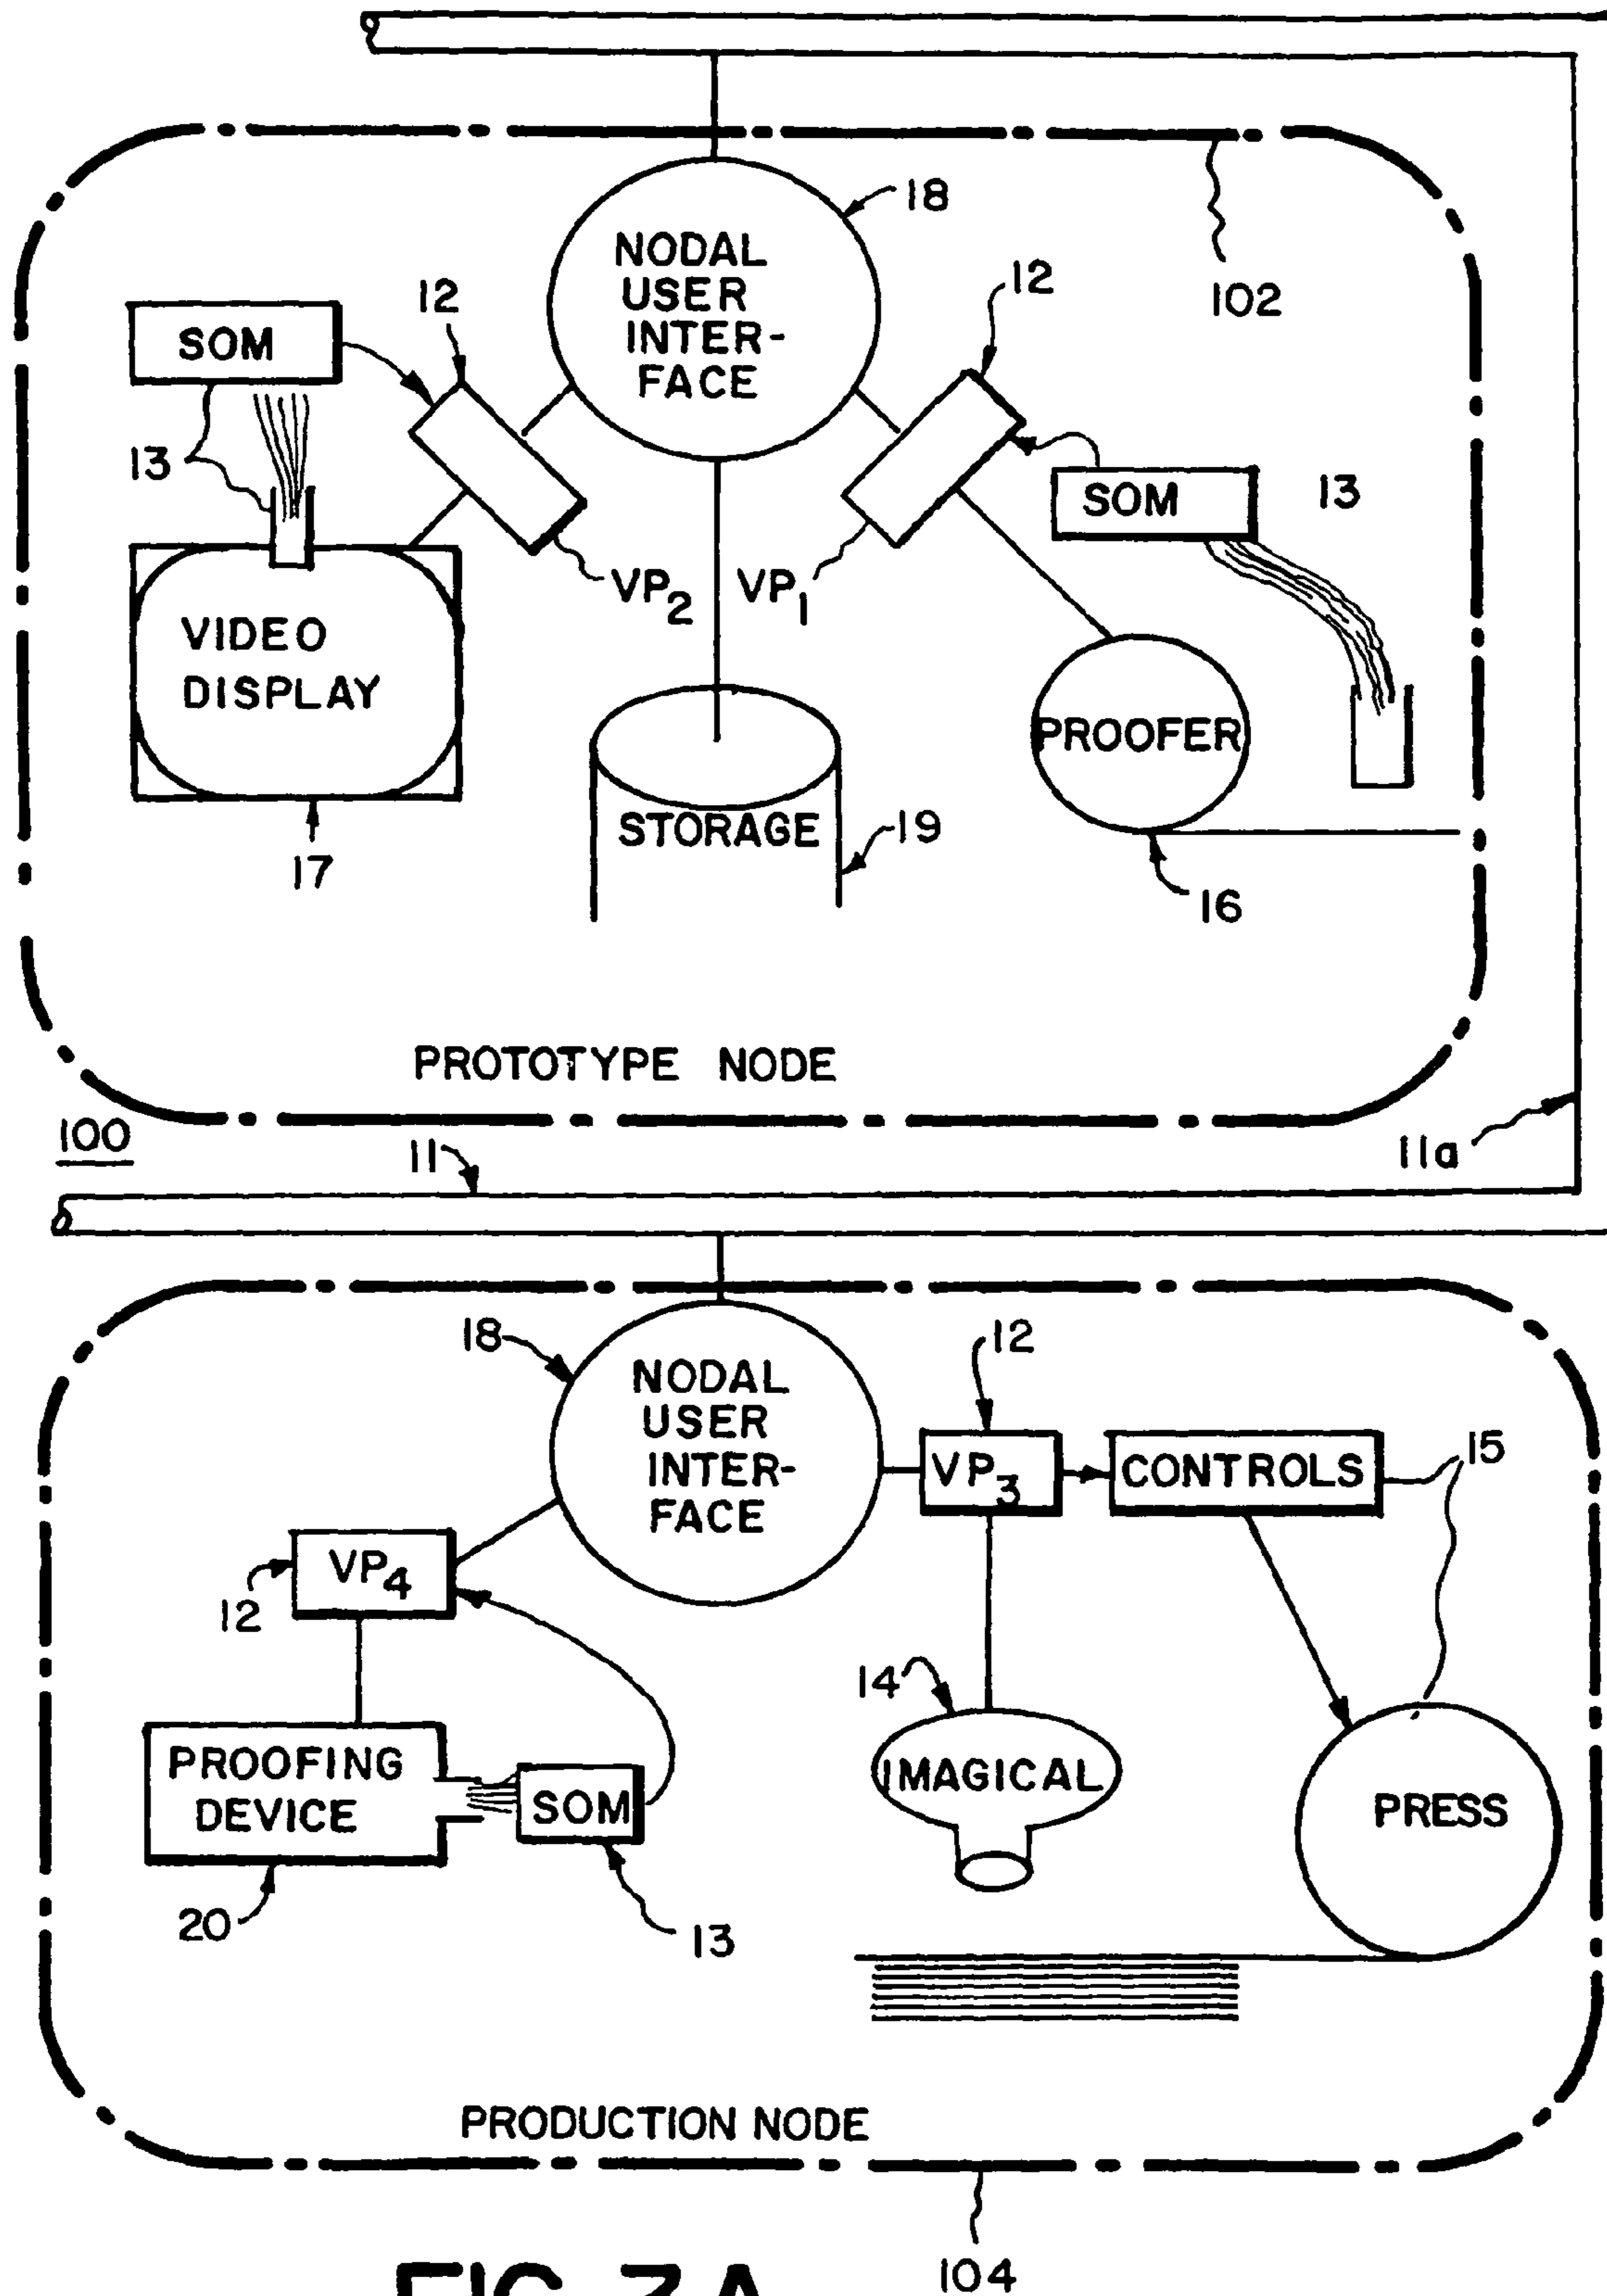 18
NODAL
USER
INTER-
FACE
102
12
12
SOM
SOM
13
13
VP2
VP1
VIDEO
DISPLAY
PROOFER
STORAGE
19
17
16
PROTOTYPE NODE
100
11
11a
18
12
NODAL
USER
INTER-
FACE
VP3
CONTROLS
15
VP4
12
14
PROOFING
DEVICE
SOM
IMAGICAL
PRESS
20
13
PRODUCTION NODE
104
FIG. 3A